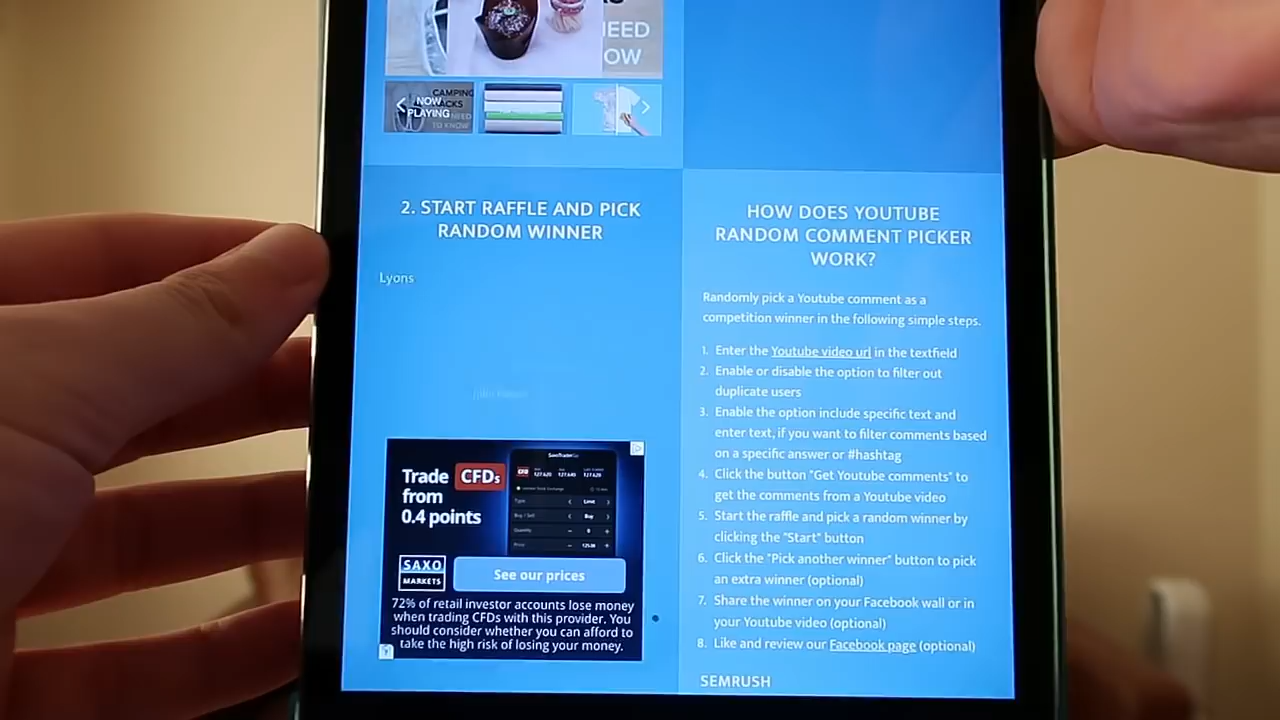 NEED
OW
CAMPING
NOW
PLAYING
NEED
TO KNOW
2. START RAFFLE AND PICK
RANDOM WINNER
Lyons
Trade CFDs
from
0.4 points
SAXO
MARKETS
See our prices
72% of retail investor accounts lose money
when trading CFDs with this provider. You
should consider whether you can afford to
take the high risk of losing your money.
HOW DOES YOUTUBE
RANDOM COMMENT PICKER
WORK?
Randomly pick a Youtube comment as a
competition winner in the following simple steps.
1. Enter the Youtube video url in the textfield
2. Enable or disable the option to filter out
duplicate users
3. Enable the option include specific text and
enter text, if you want to filter comments based
on a specific answer or #hashtag
4. Click the button "Get Youtube comments" to
get the comments from a Youtube video
5. Start the raffle and pick a random winner by
clicking the "Start" button
6. Click the "Pick another winner" button to pick
an extra winner (optional)
7. Share the winner on your Facebook wall or in
your Youtube video (optional)
8. Like and review our Facebook page (optional)
SEMRUSH